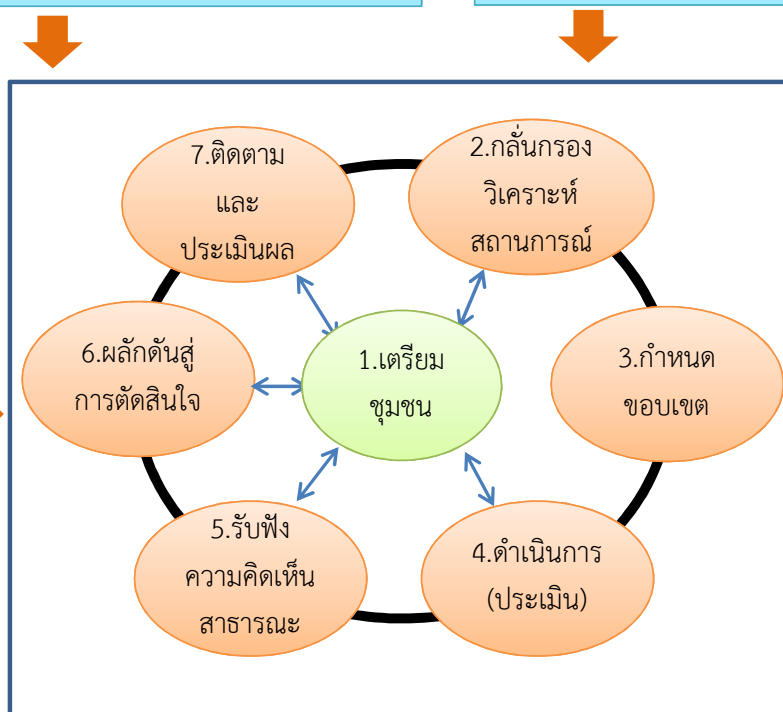 1.เตรียม
ชุมชน
2.กลั่นกรอง
วิเคราะห์
สถานการณ์
3.กำหนด
ขอบเขต
4.ดำเนินการ
(ประเมิน)
5.รับฟัง
ความคิดเห็น
สาธารณะ
6.ผลักดันสู่
การตัดสินใจ
7.ติดตาม
และ
ประเมินผล